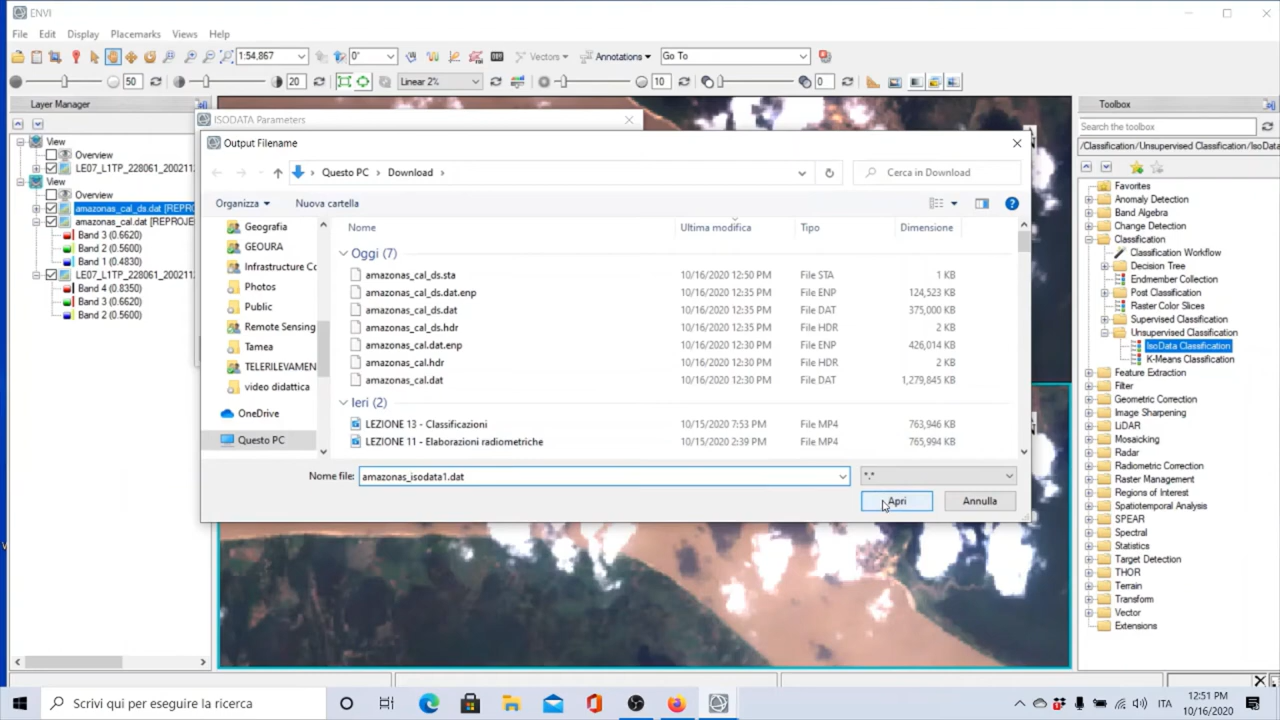 ENVI
File Edit Display Placemarks Views Help
1:54,867 0° Vectors Annotations Go To
50 20 Linear 2% 10 0
Layer Manager
View
Overview
LE07_L1TP_228061_200211
View
Overview
amazonas_cal_ds.dat [REPRO
amazonas_cal.dat [REPROJE
Band 3 (0.6620)
Band 2 (0.5600)
Band 1 (0.4830)
LE07_L1TP_228061_200211
Band 4 (0.8350)
Band 3 (0.6620)
Band 2 (0.5600)
ISODATA Parameters
Output Filename
Questo PC Download
Cerca in Download
Organizza Nuova cartella
Geografia
GEOURA
Infrastructure Co
Photos
Public
Remote Sensing
Tamea
TELERILEVAMEN
video didattica
OneDrive
Questo PC
Nome Ultima modifica Tipo Dimensione
Oggi (7)
amazonas_cal_ds.sta 10/16/2020 12:50 PM File STA 1 KB
amazonas_cal_ds.dat.enp 10/16/2020 12:35 PM File ENP 124,523 KB
amazonas_cal_ds.dat 10/16/2020 12:35 PM File DAT 375,000 KB
amazonas_cal_ds.hdr 10/16/2020 12:35 PM File HDR 2 KB
amazonas_cal.dat.enp 10/16/2020 12:30 PM File ENP 426,014 KB
amazonas_cal.hdr 10/16/2020 12:30 PM File HDR 2 KB
amazonas_cal.dat 10/16/2020 12:30 PM File DAT 1,279,845 KB
Ieri (2)
LEZIONE 13 - Classificazioni 10/15/2020 7:53 PM File MP4 763,946 KB
LEZIONE 11 - Elaborazioni radiometriche 10/15/2020 2:39 PM File MP4 765,994 KB
Nome file: amazonas_isodata1.dat *.*
Apri Annulla
Toolbox
Search the toolbox
/Classification/Unsupervised Classification/IsoData
Favorites
Anomaly Detection
Band Algebra
Change Detection
Classification
Classification Workflow
Decision Tree
Endmember Collection
Post Classification
Raster Color Slices
Supervised Classification
Unsupervised Classification
IsoData Classification
K-Means Classification
Feature Extraction
Filter
Geometric Correction
Image Sharpening
LiDAR
Mosaicking
Radar
Radiometric Correction
Raster Management
Regions of Interest
Spatiotemporal Analysis
SPEAR
Spectral
Statistics
Target Detection
THOR
Terrain
Transform
Vector
Extensions
Scrivi qui per eseguire la ricerca
ITA
12:51 PM
10/16/2020